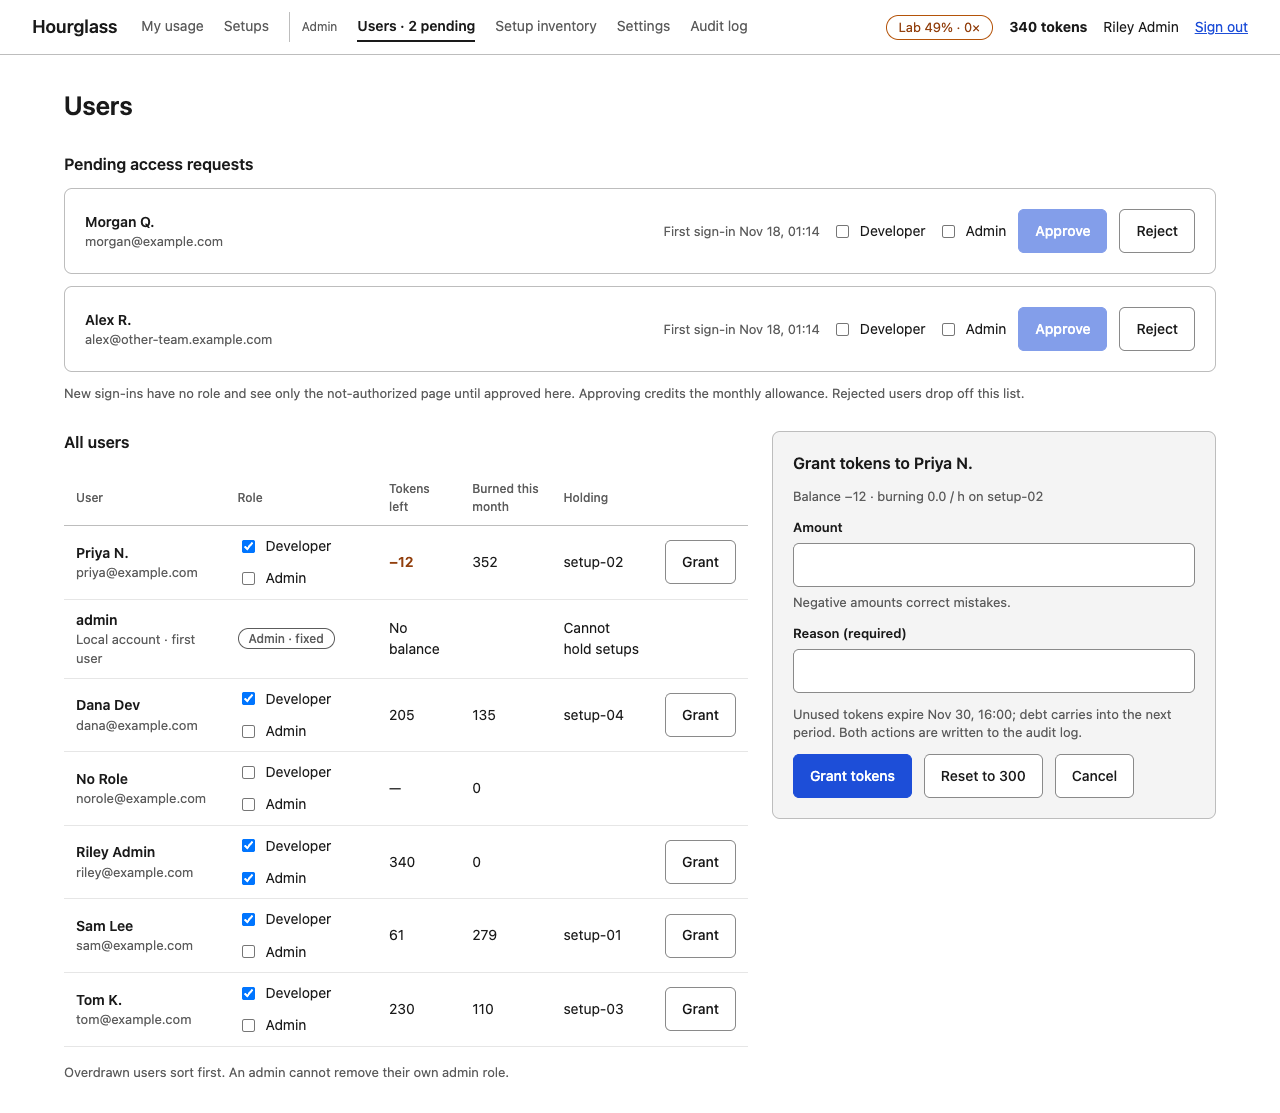 Hourglass My usage Setups Admin Users · 2 pending Setup inventory Settings Audit log Lab 49% · 0× 340 tokens Riley Admin Sign out
Users
Pending access requests
Morgan Q.
morgan@example.com
First sign-in Nov 18, 01:14 Developer Admin Approve Reject
Alex R.
alex@other-team.example.com
First sign-in Nov 18, 01:14 Developer Admin Approve Reject
New sign-ins have no role and see only the not-authorized page until approved here. Approving credits the monthly allowance. Rejected users drop off this list.
All users
User Role Tokens left Burned this month Holding
Priya N.
priya@example.com
Developer
Admin
−12 352 setup-02 Grant
admin
Local account · first
user
Admin · fixed
No
balance
Cannot
hold setups
Dana Dev
dana@example.com
Developer
Admin
205 135 setup-04 Grant
No Role
norole@example.com
Developer
Admin
— 0
Riley Admin
riley@example.com
Developer
Admin
340 0 Grant
Sam Lee
sam@example.com
Developer
Admin
61 279 setup-01 Grant
Tom K.
tom@example.com
Developer
Admin
230 110 setup-03 Grant
Overdrawn users sort first. An admin cannot remove their own admin role.
Grant tokens to Priya N.
Balance −12 · burning 0.0 / h on setup-02
Amount
Negative amounts correct mistakes.
Reason (required)
Unused tokens expire Nov 30, 16:00; debt carries into the next
period. Both actions are written to the audit log.
Grant tokens Reset to 300 Cancel